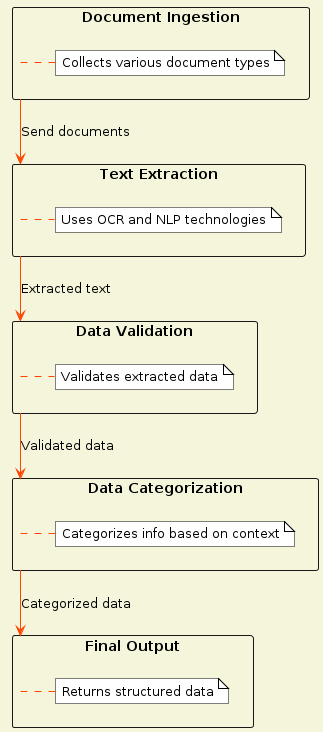 Document Ingestion
Collects various document types
Send documents
Text Extraction
Uses OCR and NLP technologies
Extracted text
Data Validation
Validates extracted data
Validated data
Data Categorization
Categorizes info based on context
Categorized data
Final Output
Returns structured data